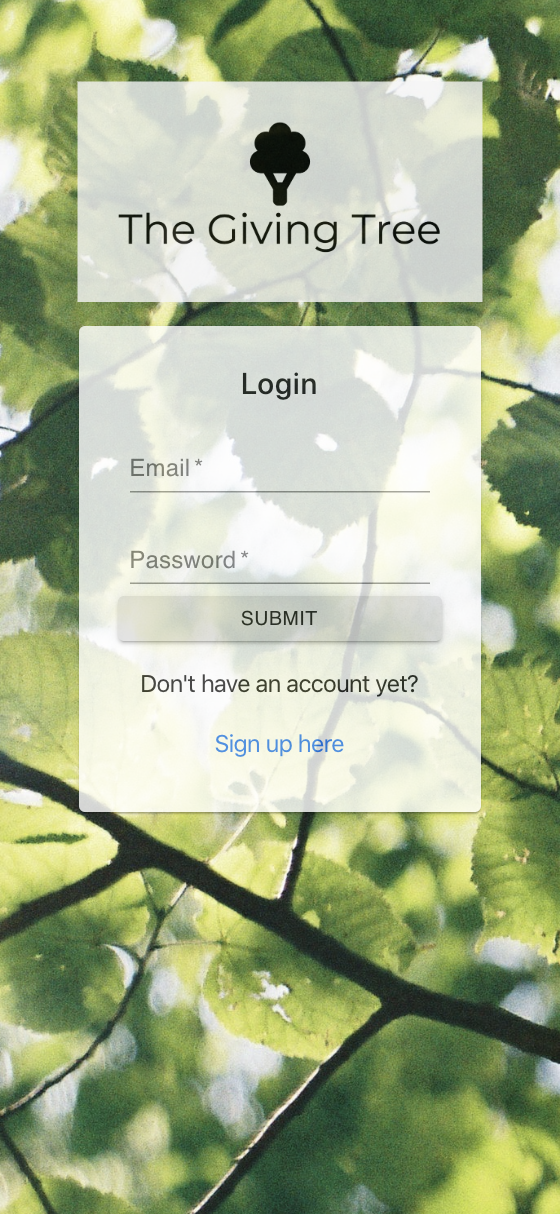 The Giving Tree
Login
Email *
Password *
SUBMIT
Don't have an account yet?
Sign up here